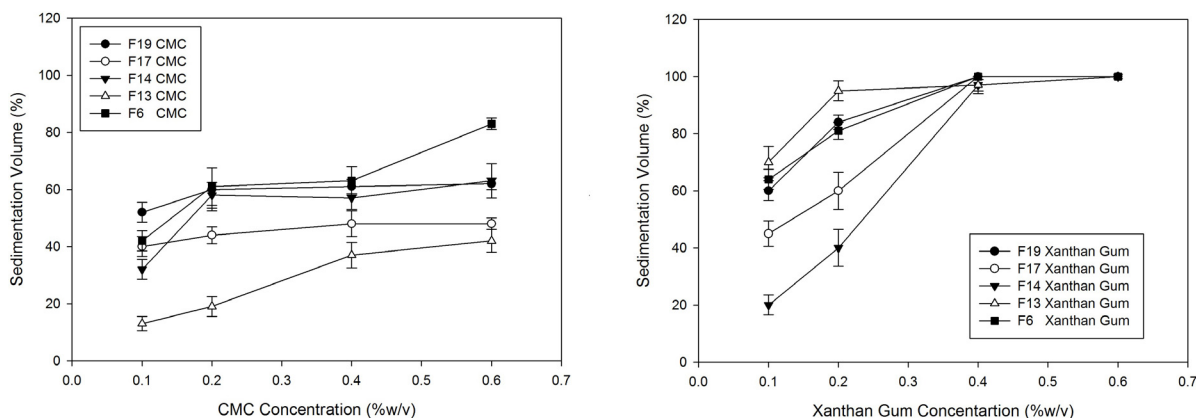 120
100
80
60
40
20
0
Sedimentation Volume (%)
F19 CMC
F17 CMC
F14 CMC
F13 CMC
F6 CMC
0.0 0.1 0.2 0.3 0.4 0.5 0.6 0.7
CMC Concentration (%w/v)
120
100
80
60
40
20
0
Sedimentation Volume (%)
F19 Xanthan Gum
F17 Xanthan Gum
F14 Xanthan Gum
F13 Xanthan Gum
F6 Xanthan Gum
0.0 0.1 0.2 0.3 0.4 0.5 0.6 0.7
Xanthan Gum Concentartion (%w/v)